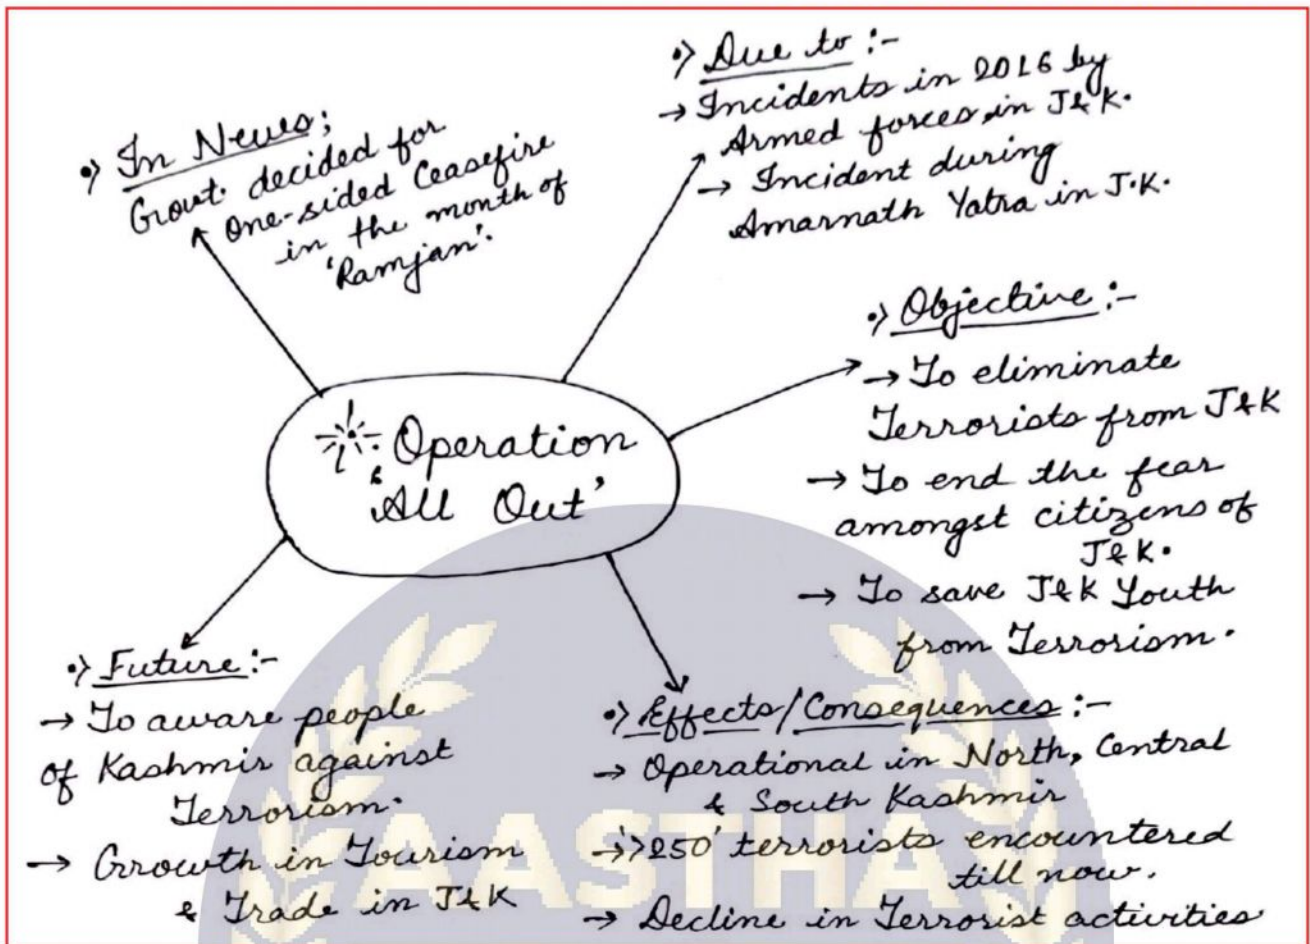 •> In News;
Govt. decided for
One-sided Ceasefire
in the month of
'Ramjan'.
•> Due to :-
→ Incidents in 2016 by
Armed forces in J&K.
→ Incident during
Amarnath Yatra in J.K.
•> Objective :-
→ To eliminate
Terrorists from J&K
→ To end the fear
amongst citizens of
J&K.
→ To save J&K Youth
from Terrorism.
Operation
'All Out'
•> Future :-
→ To aware people
of Kashmir against
Terrorism.
→ Growth in Tourism
& Trade in J&K
•> Effects/Consequences :-
→ Operational in North, Central
& South Kashmir
→ '>250' terrorists encountered
till now.
→ Decline in Terrorist activities
AASTHA